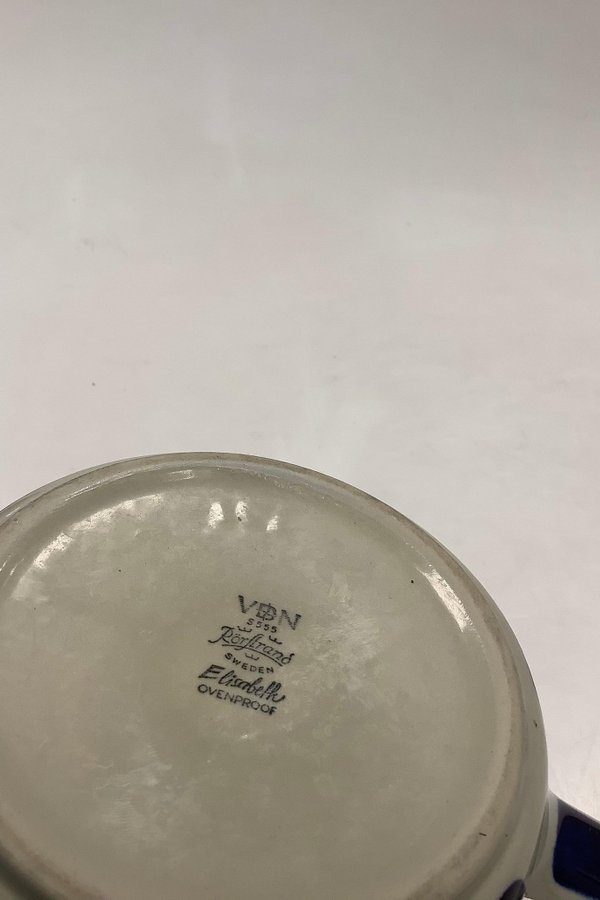 VDN
5555
Rörstrand
SWEDEN
Elisabeth
OVENPROOF